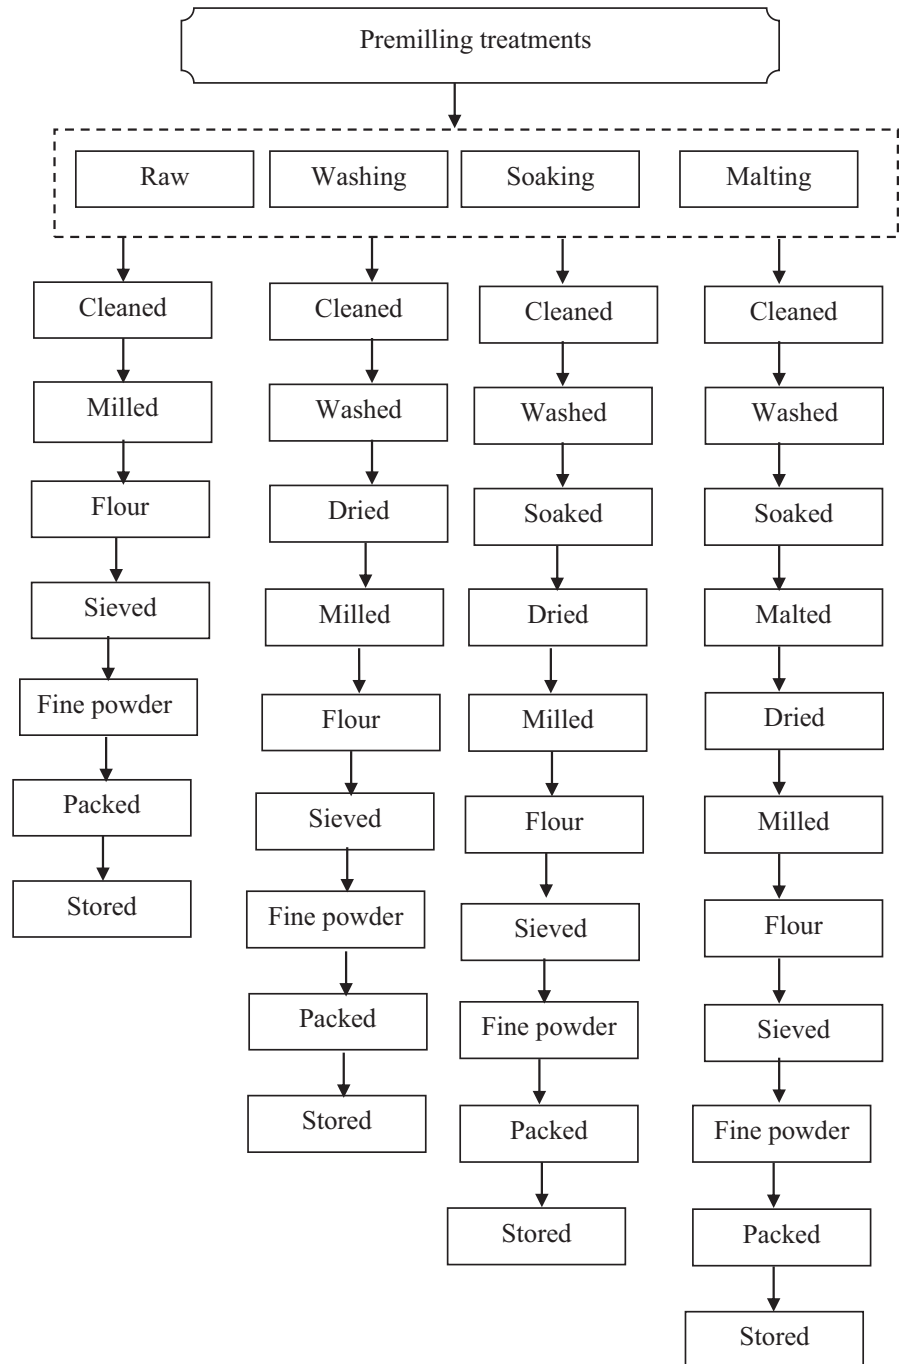 Premilling treatments
Raw
Washing
Soaking
Malting
Cleaned
Milled
Flour
Sieved
Fine powder
Packed
Stored
Cleaned
Washed
Dried
Milled
Flour
Sieved
Fine powder
Packed
Stored
Cleaned
Washed
Soaked
Dried
Milled
Flour
Sieved
Fine powder
Packed
Stored
Cleaned
Washed
Soaked
Malted
Dried
Milled
Flour
Sieved
Fine powder
Packed
Stored